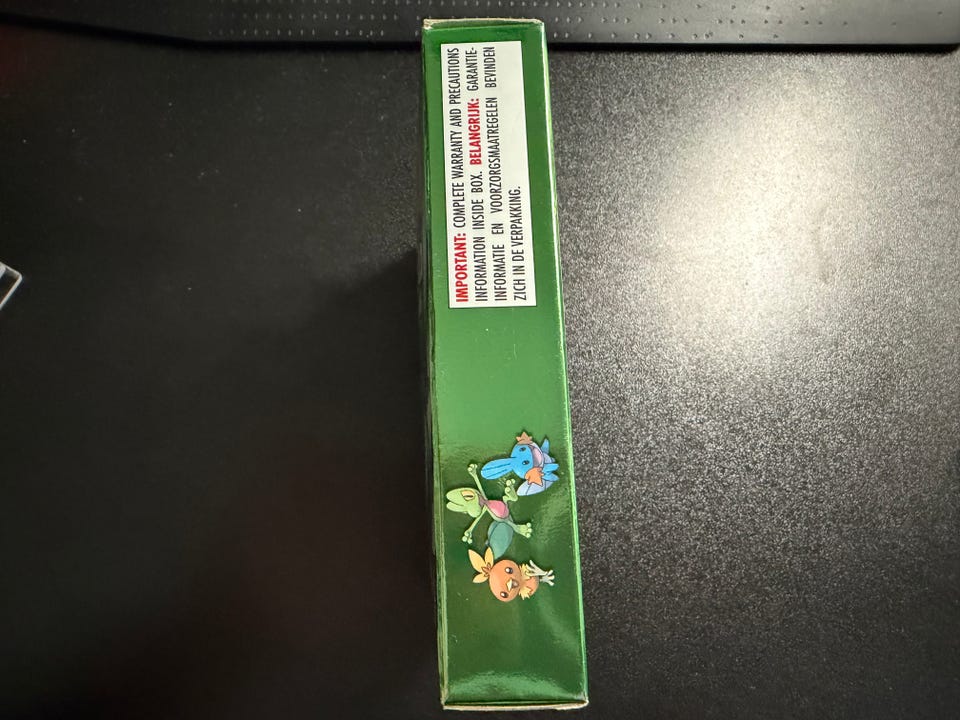 IMPORTANT: COMPLETE WARRANTY AND PRECAUTIONS
INFORMATION INSIDE BOX. BELANGRIJK: GARANTIE-
INFORMATIE EN VOORZORGSMAATREGELEN BEVINDEN
ZICH IN DE VERPAKKING.